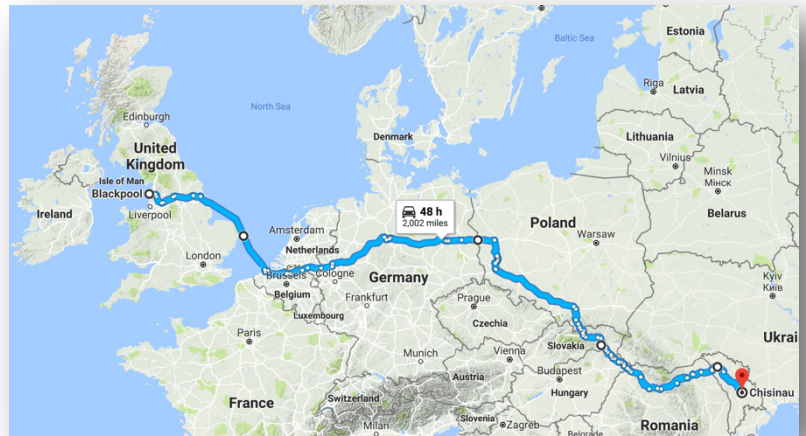 Baltic Sea
Estonia
Riga
Latvia
North Sea
Edinburgh
Denmark
Lithuania
United
Kingdom
Vilnius
Minsk
Мінск
Isle of Man
Blackpool
48 h
2,002 miles
Ireland
Liverpool
Belarus
Poland
Warsaw
Amsterdam
Netherlands
London
Brussels
Cologne
Germany
Kyiv
Київ
Belgium
Frankfurt
Prague
Luxembourg
Czechia
Ukrai
Paris
Slovakia
Munich
Vienna
Budapest
Austria
Hungary
Chisinau
France
Switzerland
Slovenia
Zagreb
Romania
Milan